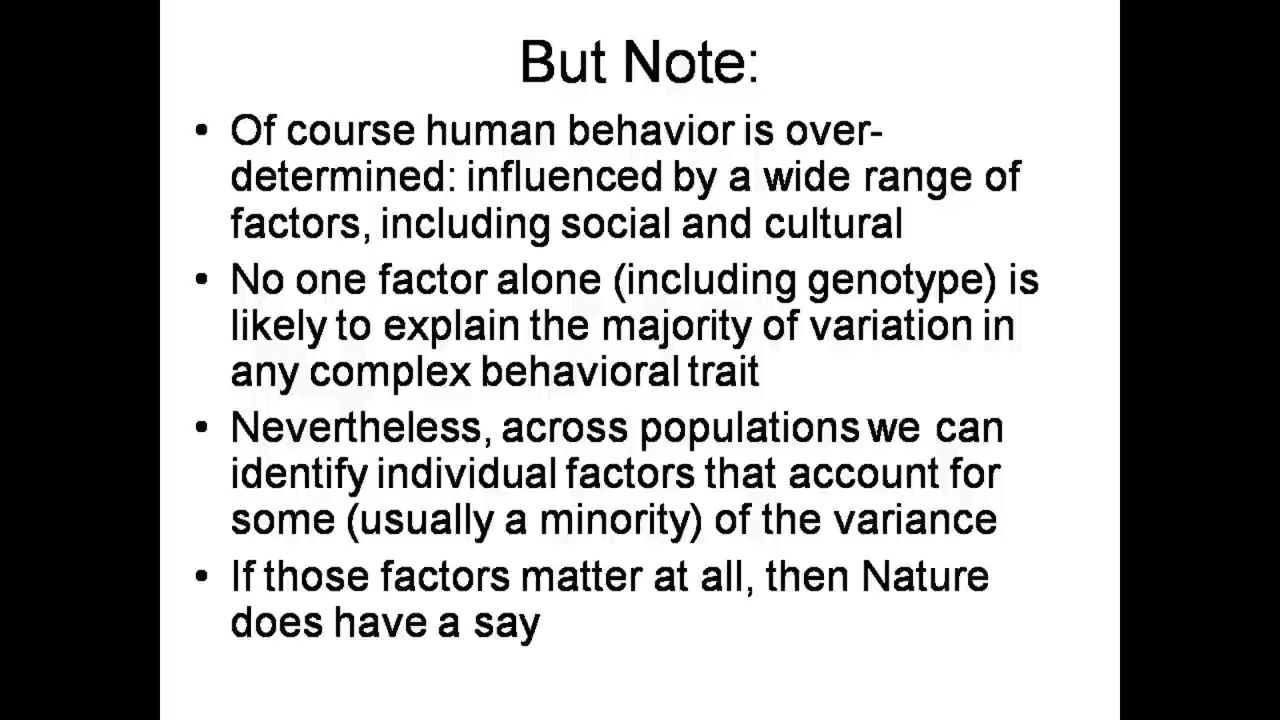 But Note:
• Of course human behavior is over-
determined: influenced by a wide range of
factors, including social and cultural
• No one factor alone (including genotype) is
likely to explain the majority of variation in
any complex behavioral trait
• Nevertheless, across populations we can
identify individual factors that account for
some (usually a minority) of the variance
• If those factors matter at all, then Nature
does have a say